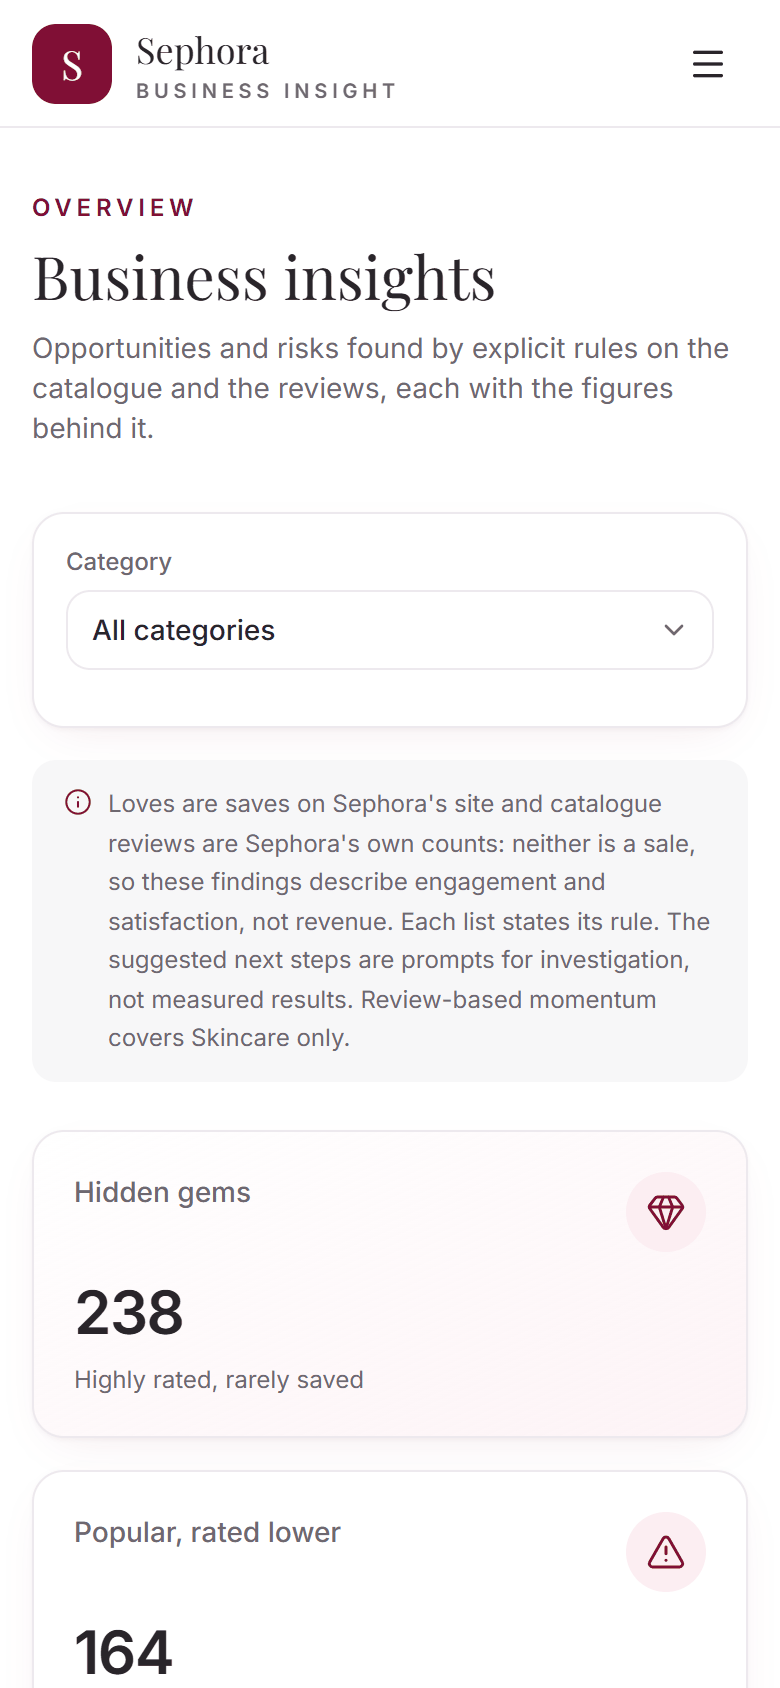 S
Sephora
BUSINESS INSIGHT
OVERVIEW
Business insights
Opportunities and risks found by explicit rules on the
catalogue and the reviews, each with the figures
behind it.
Category
All categories
Loves are saves on Sephora's site and catalogue
reviews are Sephora's own counts: neither is a sale,
so these findings describe engagement and
satisfaction, not revenue. Each list states its rule. The
suggested next steps are prompts for investigation,
not measured results. Review-based momentum
covers Skincare only.
Hidden gems
238
Highly rated, rarely saved
Popular, rated lower
164